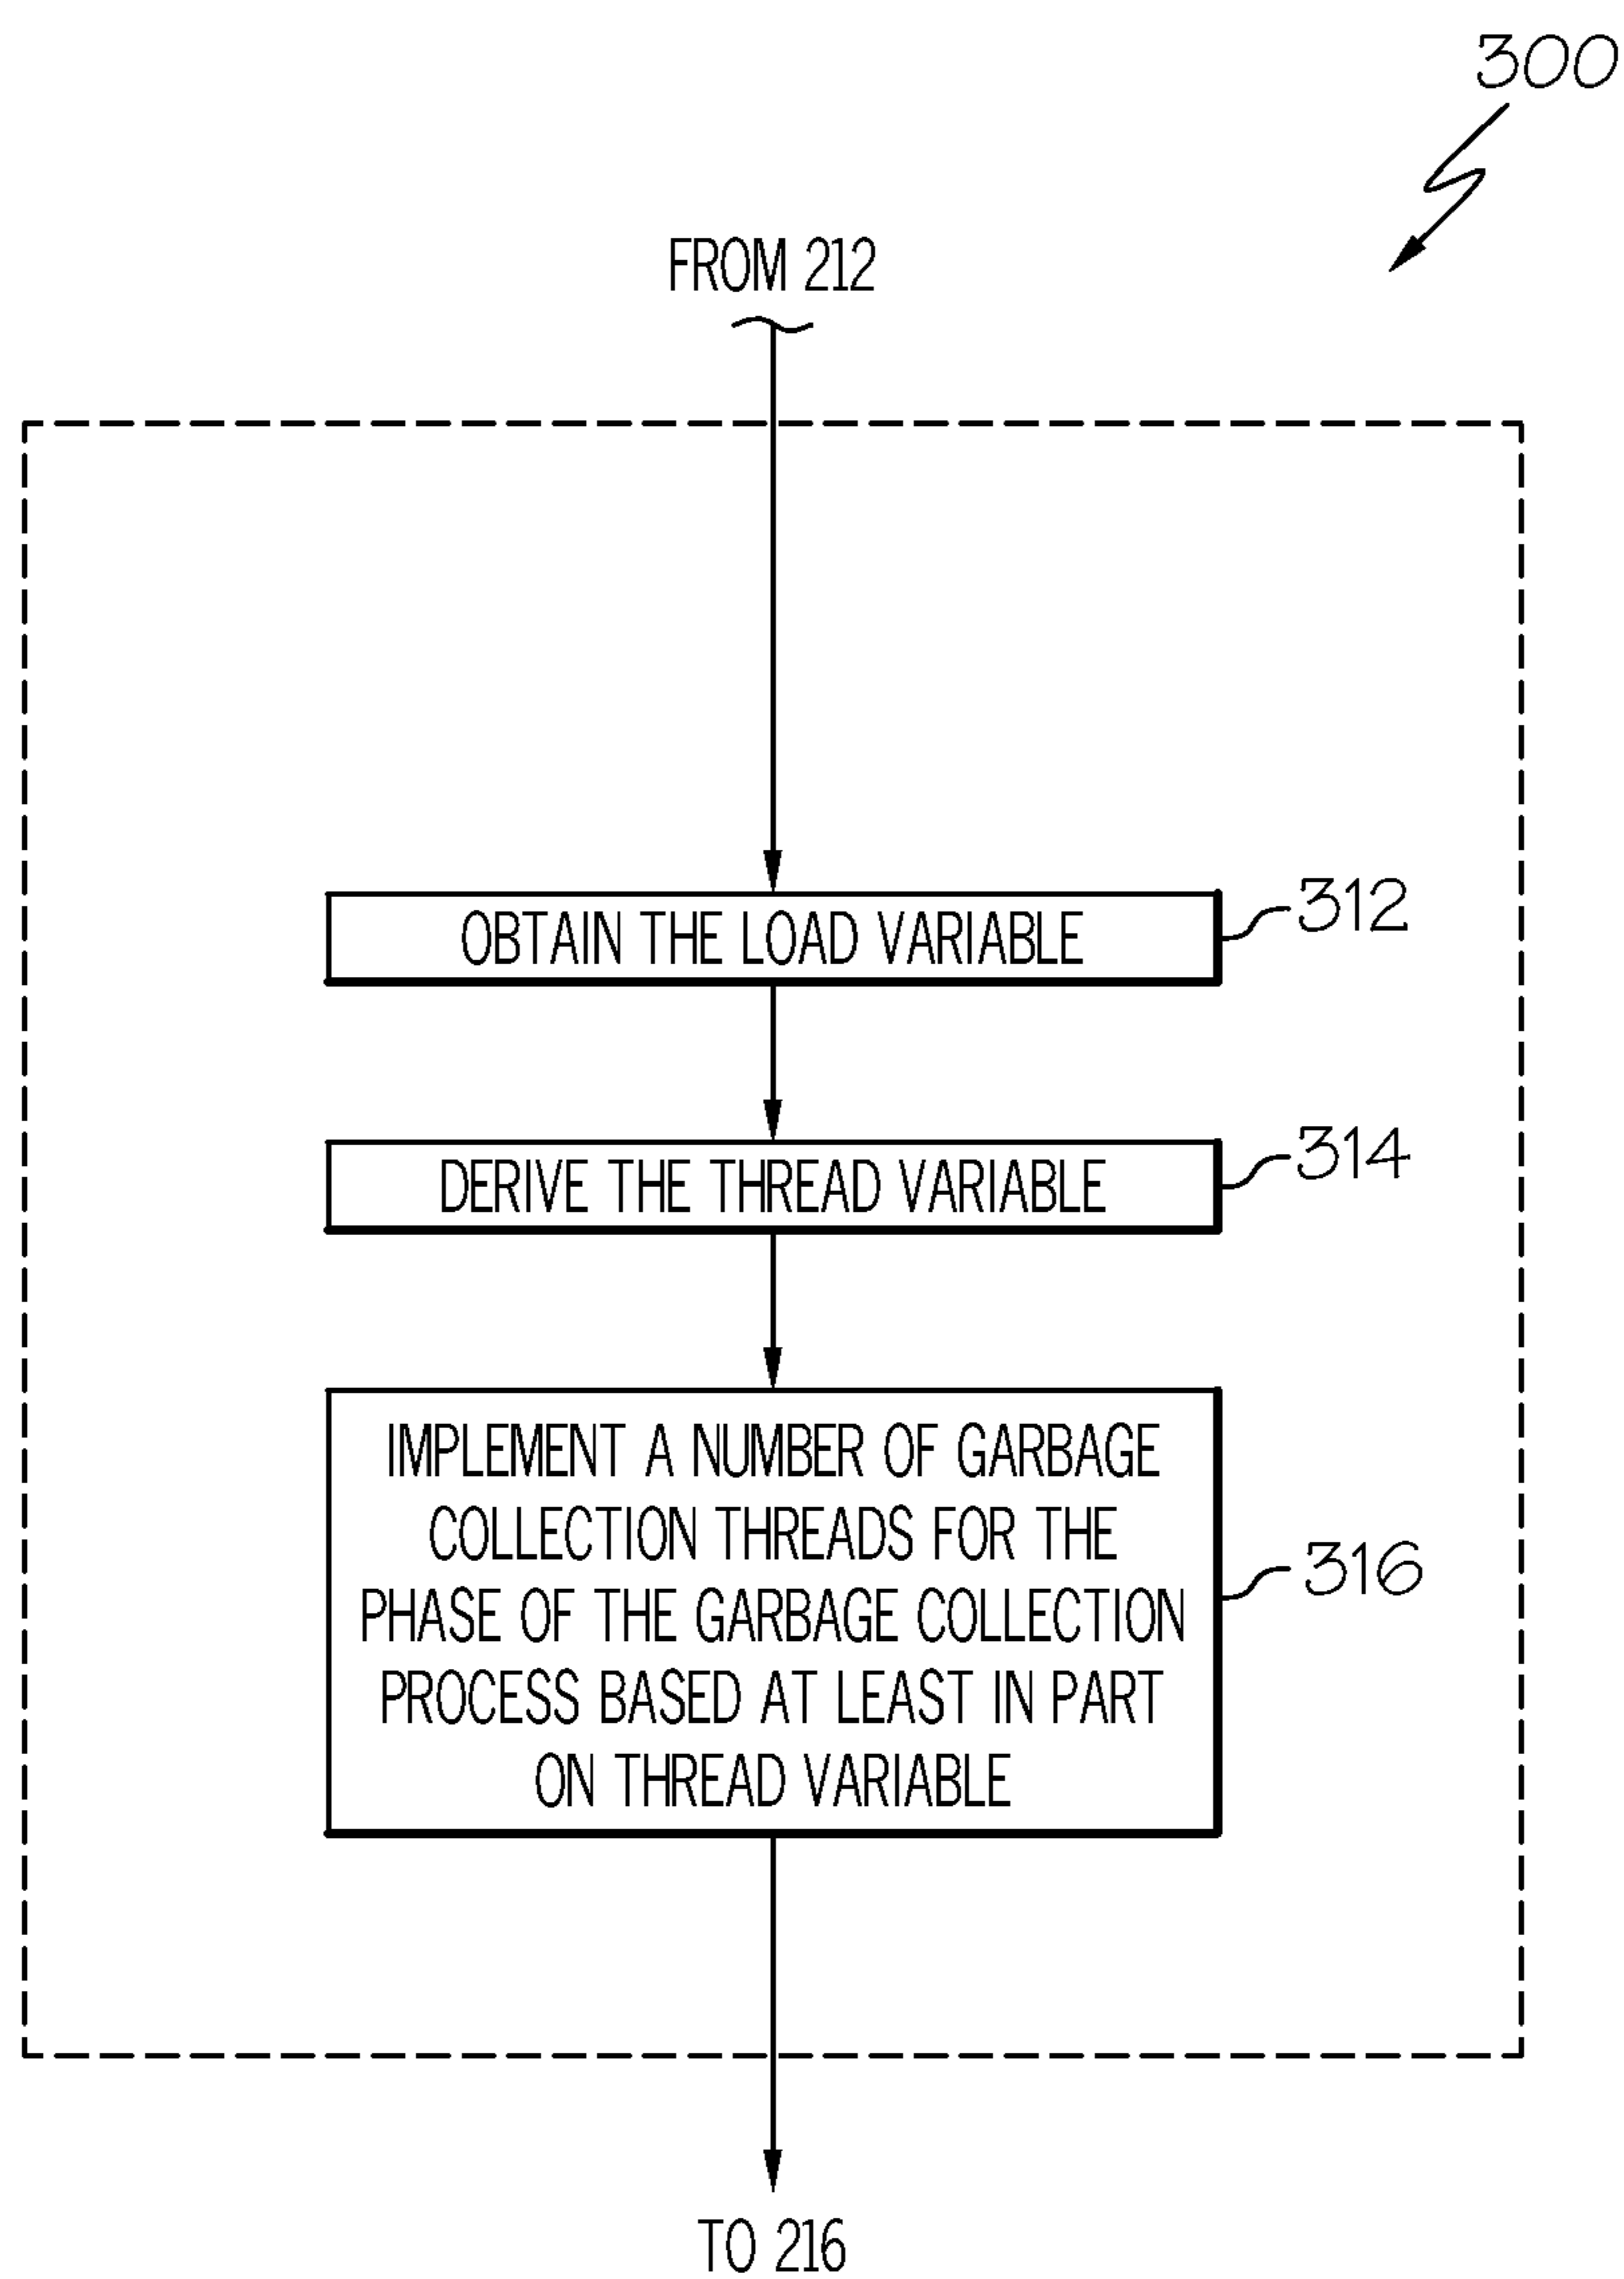 300
FROM 212
OBTAIN THE LOAD VARIABLE
312
DERIVE THE THREAD VARIABLE
314
IMPLEMENT A NUMBER OF GARBAGE
COLLECTION THREADS FOR THE
PHASE OF THE GARBAGE COLLECTION
PROCESS BASED AT LEAST IN PART
ON THREAD VARIABLE
316
TO 216